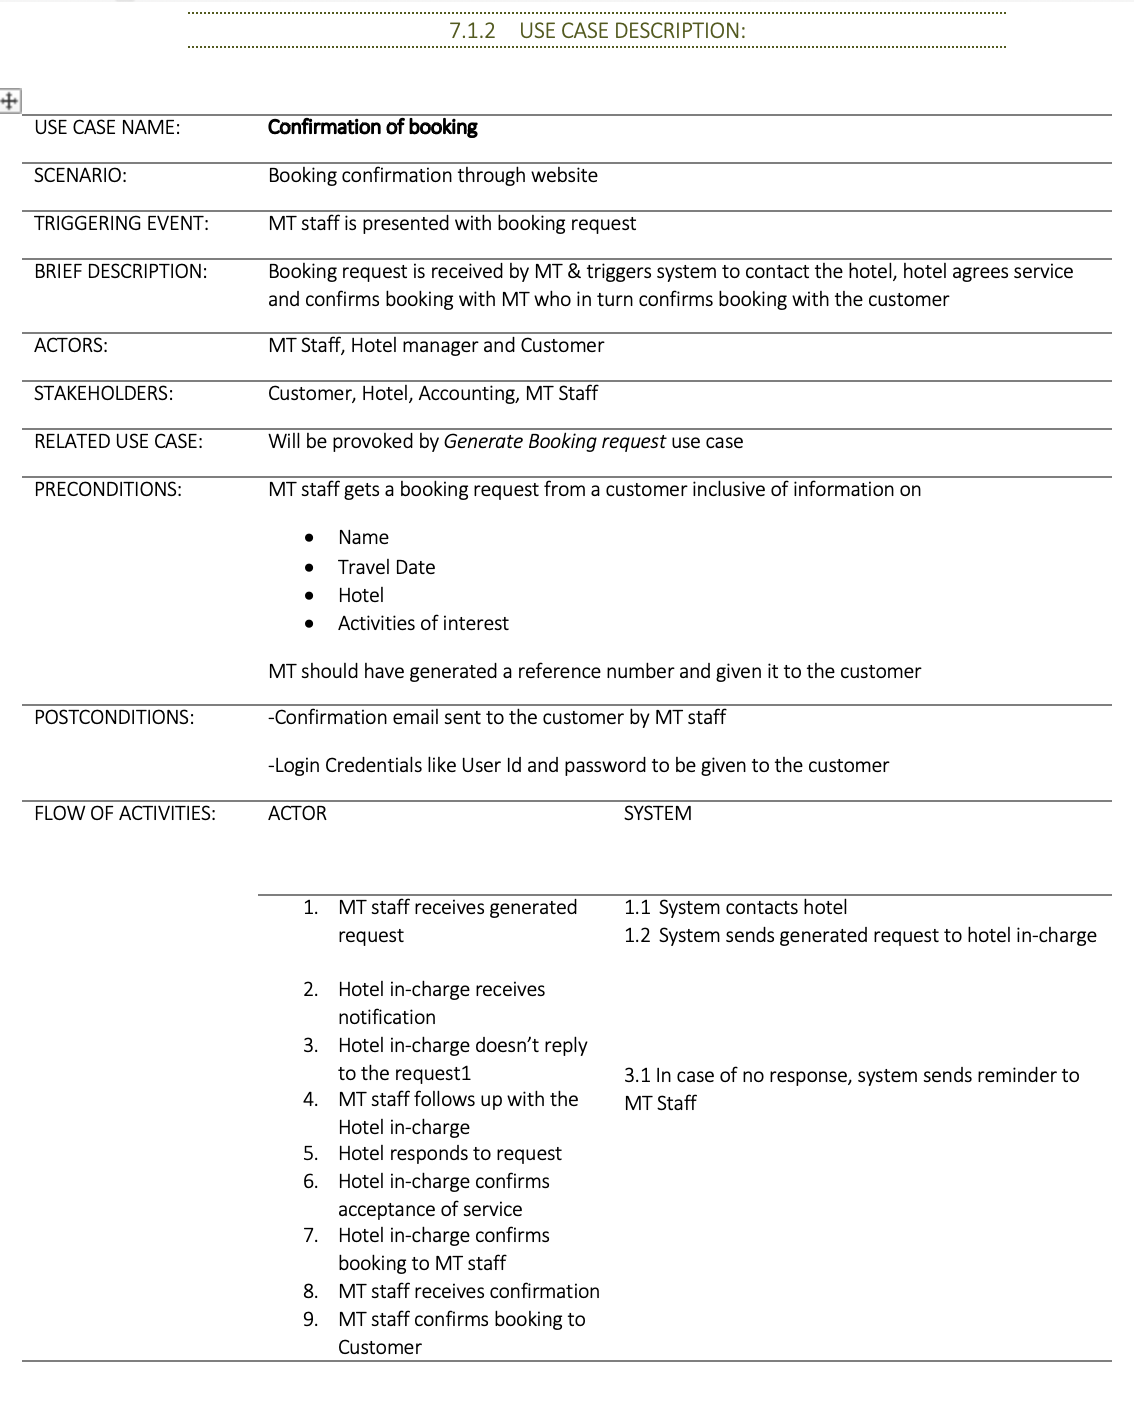 7.1.2 USE CASE DESCRIPTION:
USE CASE NAME: Confirmation of booking
SCENARIO: Booking confirmation through website
TRIGGERING EVENT: MT staff is presented with booking request
BRIEF DESCRIPTION: Booking request is received by MT & triggers system to contact the hotel, hotel agrees service
and confirms booking with MT who in turn confirms booking with the customer
ACTORS: MT Staff, Hotel manager and Customer
STAKEHOLDERS: Customer, Hotel, Accounting, MT Staff
RELATED USE CASE: Will be provoked by Generate Booking request use case
PRECONDITIONS: MT staff gets a booking request from a customer inclusive of information on
• Name
• Travel Date
• Hotel
• Activities of interest
MT should have generated a reference number and given it to the customer
POSTCONDITIONS: -Confirmation email sent to the customer by MT staff
-Login Credentials like User Id and password to be given to the customer
FLOW OF ACTIVITIES: ACTOR SYSTEM
1. MT staff receives generated
request
1.1 System contacts hotel
1.2 System sends generated request to hotel in-charge
2. Hotel in-charge receives
notification
3. Hotel in-charge doesn’t reply
to the request1
3.1 In case of no response, system sends reminder to
MT Staff
4. MT staff follows up with the
Hotel in-charge
5. Hotel responds to request
6. Hotel in-charge confirms
acceptance of service
7. Hotel in-charge confirms
booking to MT staff
8. MT staff receives confirmation
9. MT staff confirms booking to
Customer